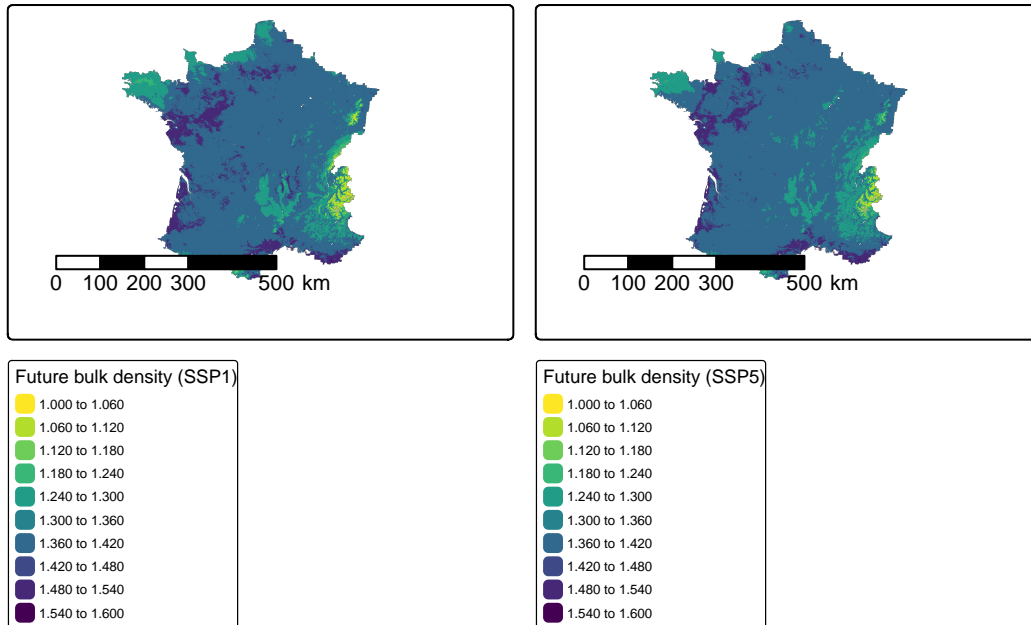 0 100 200 300 500 km
0 100 200 300 500 km
Future bulk density (SSP1)
1.000 to 1.060
1.060 to 1.120
1.120 to 1.180
1.180 to 1.240
1.240 to 1.300
1.300 to 1.360
1.360 to 1.420
1.420 to 1.480
1.480 to 1.540
1.540 to 1.600
Future bulk density (SSP5)
1.000 to 1.060
1.060 to 1.120
1.120 to 1.180
1.180 to 1.240
1.240 to 1.300
1.300 to 1.360
1.360 to 1.420
1.420 to 1.480
1.480 to 1.540
1.540 to 1.600